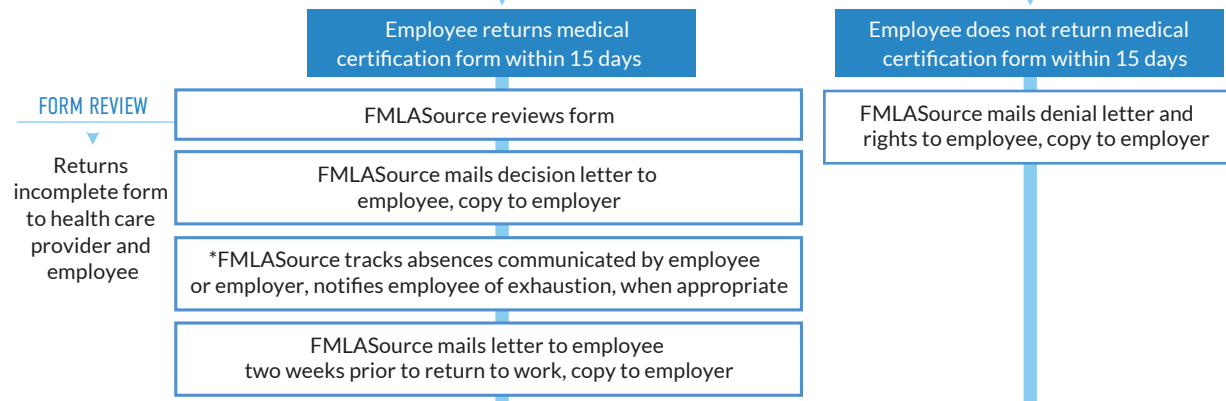 Employee returns medical
certification form within 15 days
Employee does not return medical
certification form within 15 days
FORM REVIEW
Returns
incomplete form
to health care
provider and
employee
FMLASource reviews form
FMLASource mails decision letter to
employee, copy to employer
*FMLASource tracks absences communicated by employee
or employer, notifies employee of exhaustion, when appropriate
FMLASource mails letter to employee
two weeks prior to return to work, copy to employer
FMLASource mails denial letter and
rights to employee, copy to employer